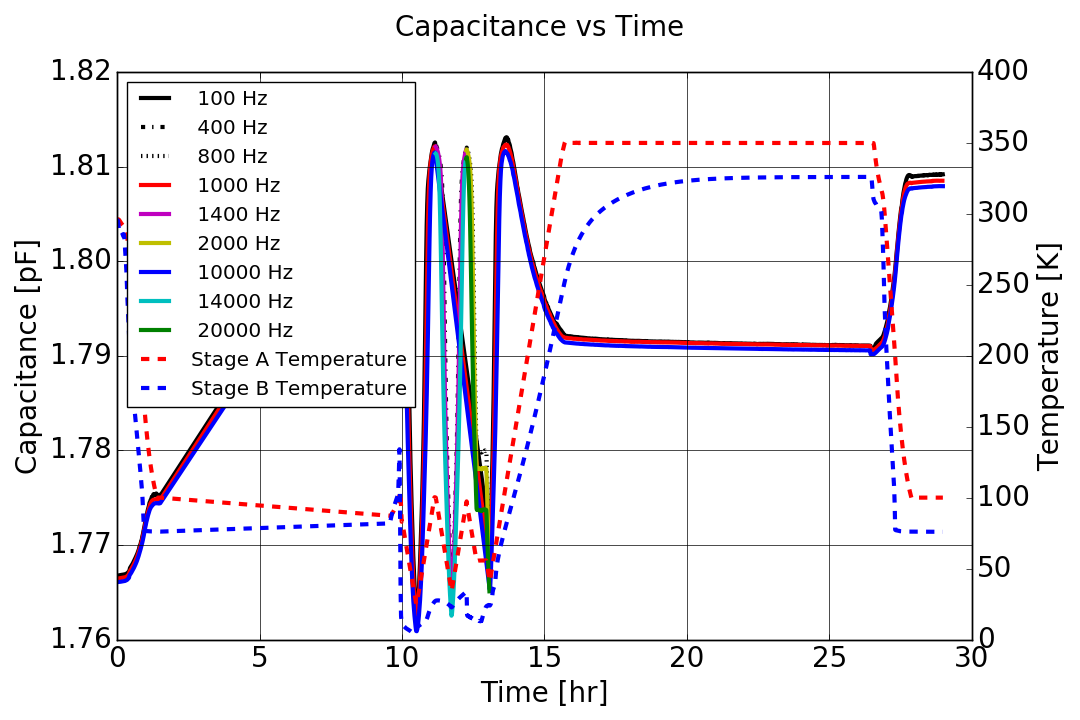 Capacitance vs Time
1.82
1.81
1.80
1.79
1.78
1.77
1.76
Capacitance [pF]
100 Hz
400 Hz
800 Hz
1000 Hz
1400 Hz
2000 Hz
10000 Hz
14000 Hz
20000 Hz
Stage A Temperature
Stage B Temperature
400
350
300
250
200
150
100
50
0
Temperature [K]
0 5 10 15 20 25 30
Time [hr]